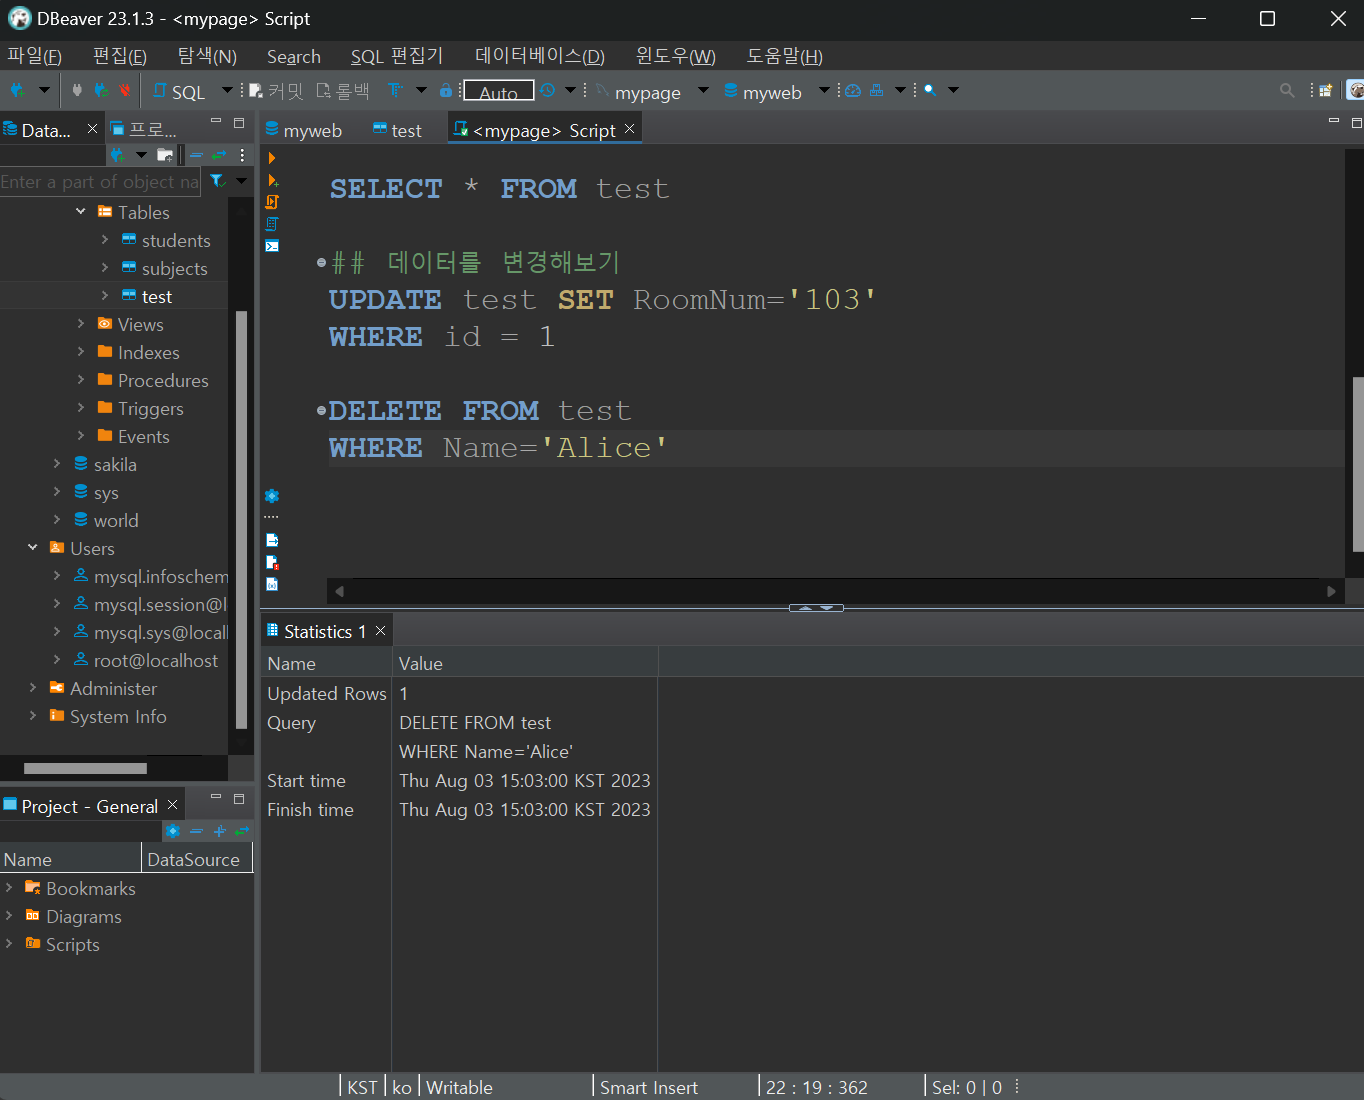 DBeaver 23.1.3 - <mypage> Script
파일(F) 편집(E) 탐색(N) Search SQL 편집기 데이터베이스(D) 윈도우(W) 도움말(H)
SQL 커밋 롤백 Auto mypage myweb
Data... 프로...
Enter a part of object na
Tables
students
subjects
test
Views
Indexes
Procedures
Triggers
Events
sakila
sys
world
Users
mysql.infoschem
mysql.session@l
mysql.sys@local
root@localhost
Administer
System Info
Project - General
Name DataSource
Bookmarks
Diagrams
Scripts
myweb test <mypage> Script
SELECT * FROM test
## 데이터를 변경해보기
UPDATE test SET RoomNum='103'
WHERE id = 1
DELETE FROM test
WHERE Name='Alice'
Statistics 1
Name Value
Updated Rows 1
Query DELETE FROM test
WHERE Name='Alice'
Start time Thu Aug 03 15:03:00 KST 2023
Finish time Thu Aug 03 15:03:00 KST 2023
KST ko Writable Smart Insert 22 : 19 : 362 Sel: 0 | 0